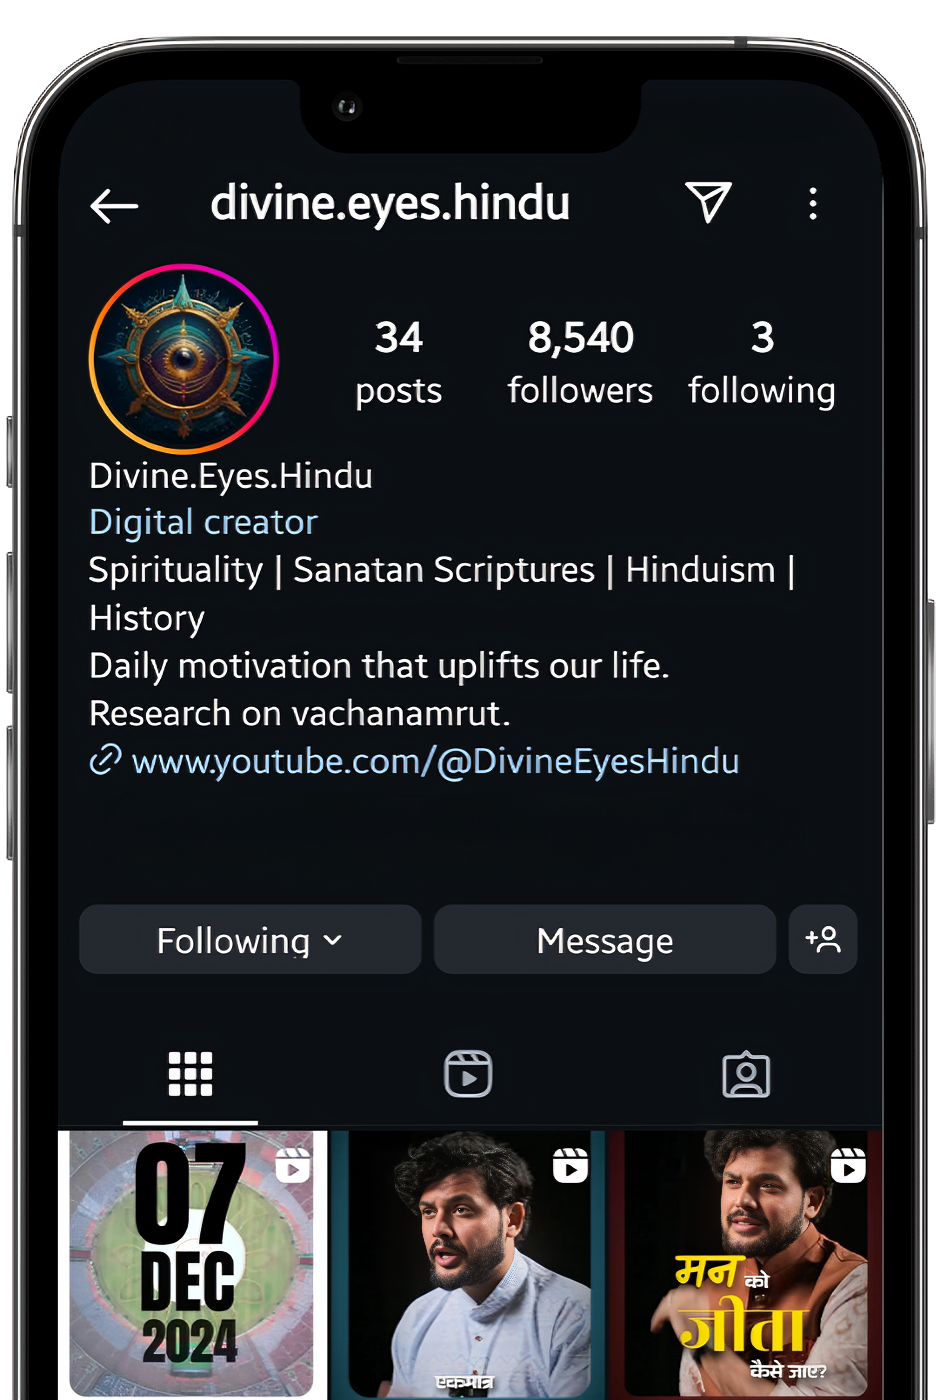 divine.eyes.hindu
34
posts
8,540
followers
3
following
Divine.Eyes.Hindu
Digital creator
Spirituality | Sanatan Scriptures | Hinduism |
History
Daily motivation that uplifts our life.
Research on vachanamrut.
www.youtube.com/@DivineEyesHindu
Following
Message
07
DEC
2024
एकमात्र
मन को
जीता
कैसे जाए?